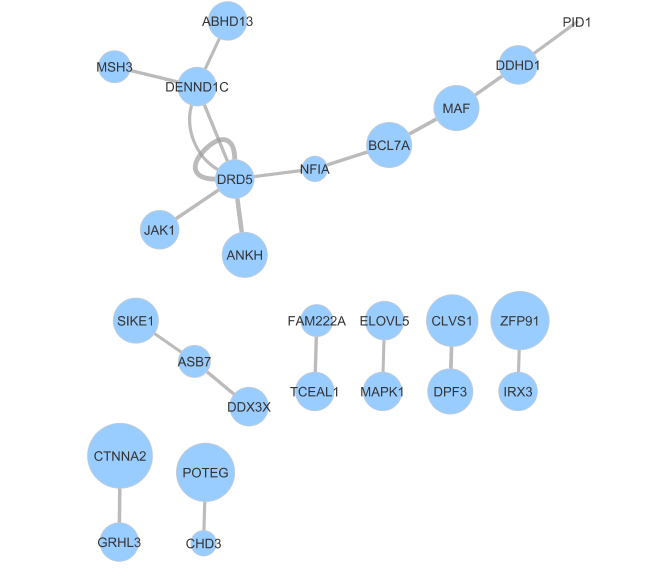 ABHD13
PID1
MSH3
DDHD1
DENND1C
MAF
BCL7A
NFIA
DRD5
JAK1
ANKH
SIKE1
FAM222A
ELOVL5
CLVS1
ZFP91
ASB7
DDX3X
TCEAL1
MAPK1
DPF3
IRX3
CTNNA2
POTEG
GRHL3
CHD3